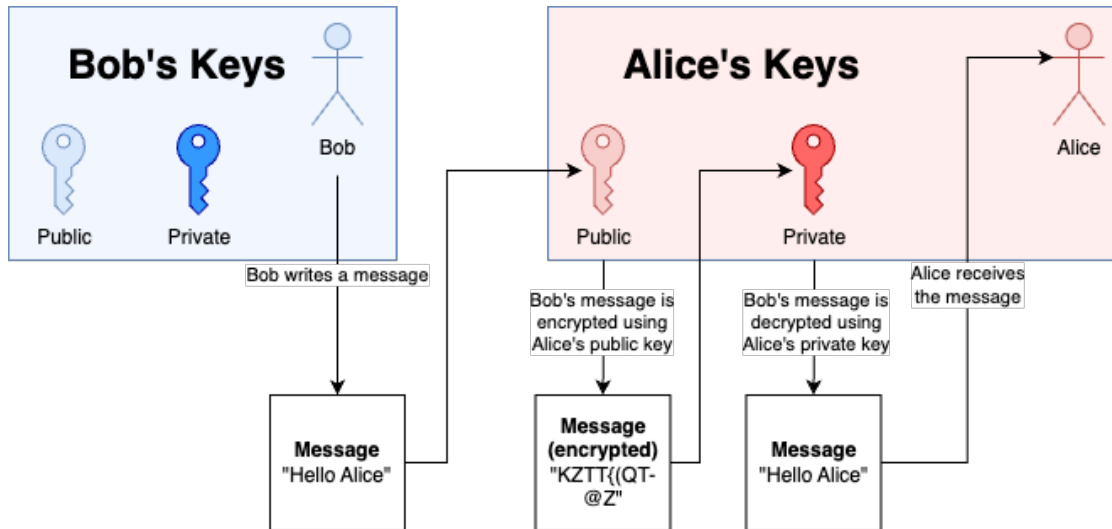 Bob's Keys
Bob
Public
Private
Alice's Keys
Alice
Public
Private
Bob writes a message
Bob's message is
encrypted using
Alice's public key
Bob's message is
decrypted using
Alice's private key
Alice receives
the message
Message
"Hello Alice"
Message
(encrypted)
"KZTT{(QT-
@Z"
Message
"Hello Alice"